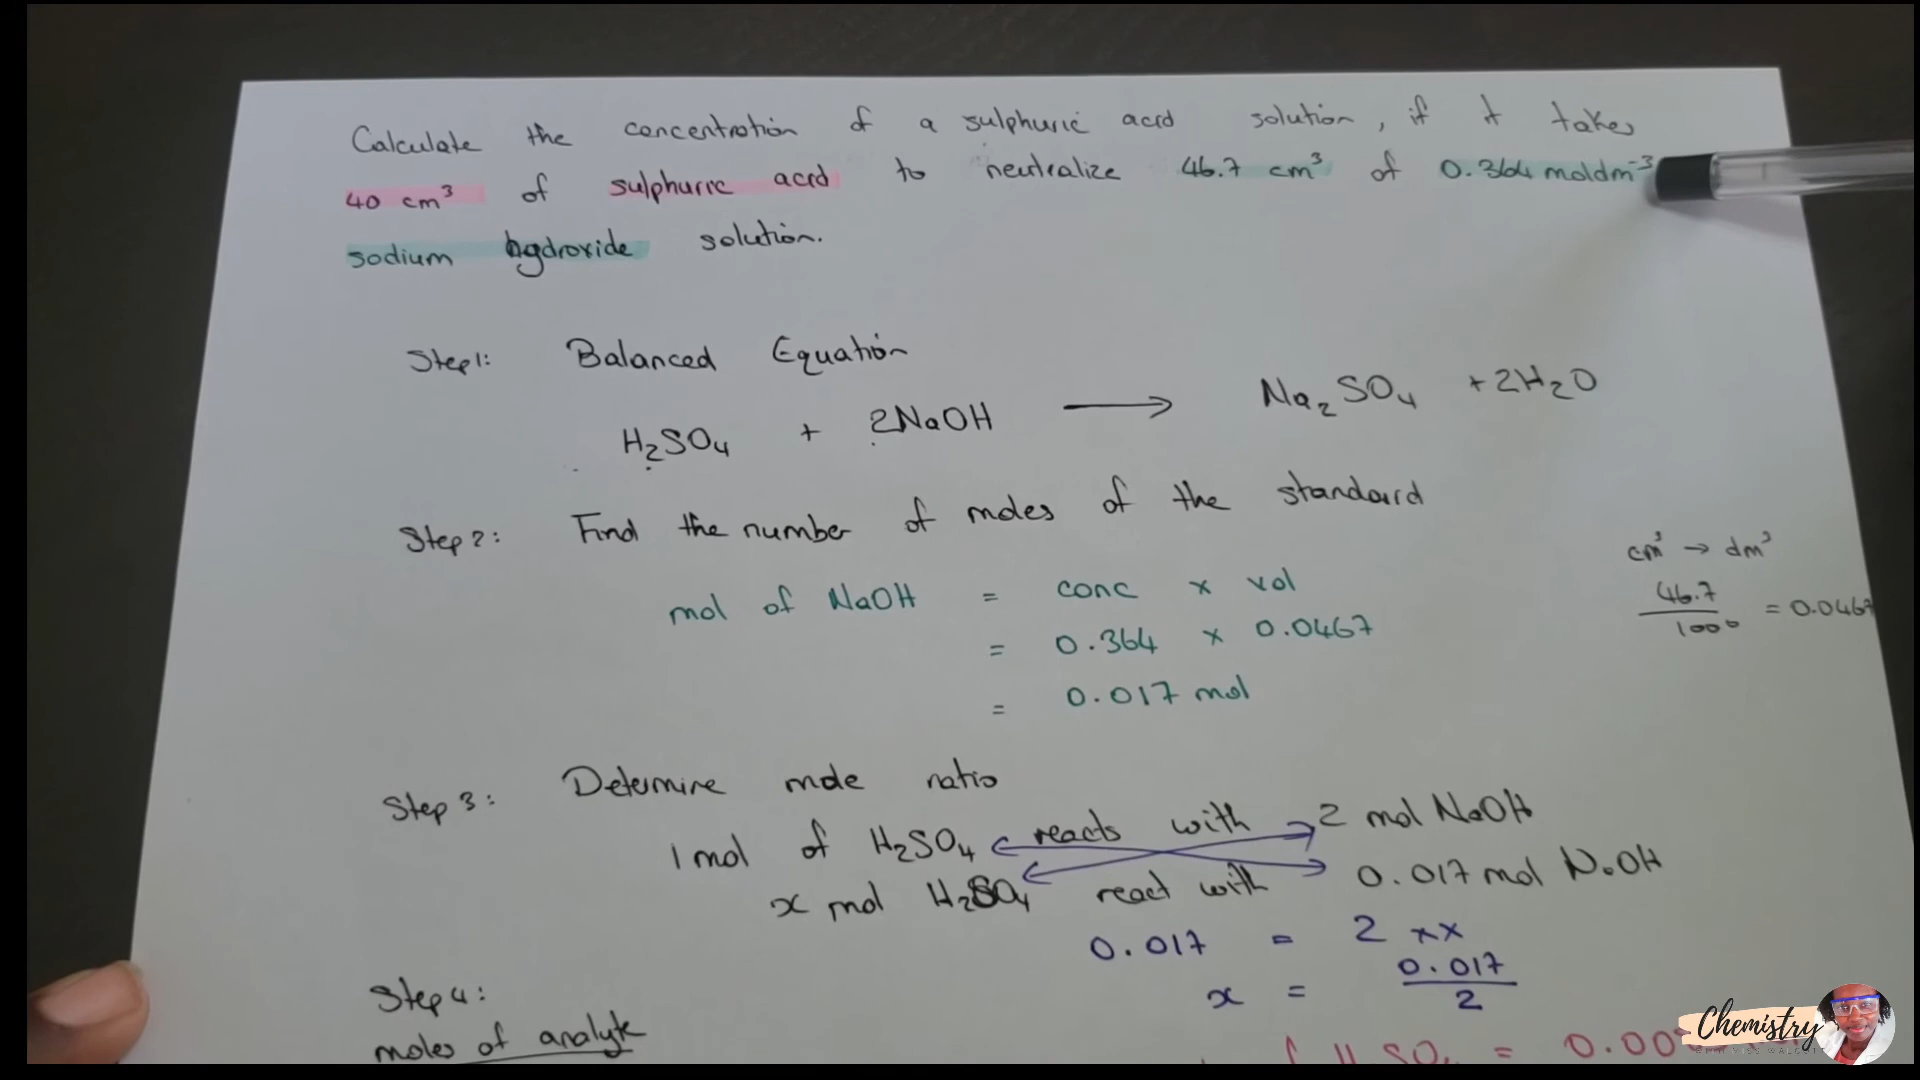 Calculate the concentration of a sulphuric acid solution, if it takes
40 cm³ of sulphuric acid to neutralize 46.7 cm³ of 0.364 moldm⁻³
sodium hydroxide solution.
Step 1: Balanced Equation
H₂SO₄ + 2NaOH → Na₂SO₄ + 2H₂O
Step 2: Find the number of moles of the standard
cm³ → dm³
46.7
1000 = 0.0467
mol of NaOH = conc x vol
= 0.364 x 0.0467
= 0.017 mol
Step 3: Determine mole ratio
1 mol of H₂SO₄ reacts with 2 mol NaOH
x mol H₂SO₄ react with 0.017 mol NaOH
0.017 = 2 x x
x = 0.017
2
Step 4:
moles of analyte
H₂SO₄ = 0.00
Chemistry